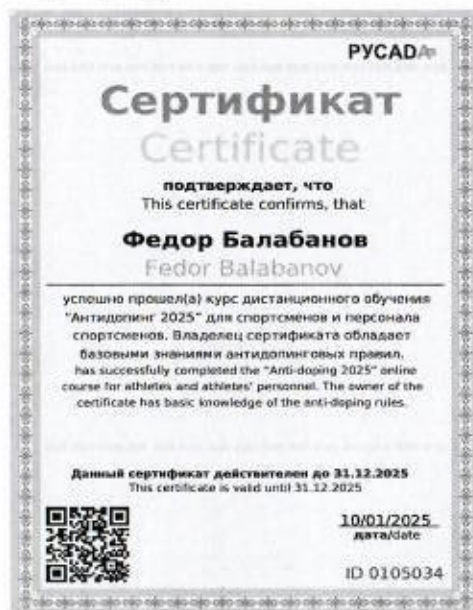 РУСАДА
Сертификат
Certificate
подтверждает, что
This certificate confirms, that
Федор Балабанов
Fedor Balabanov
успешно прошел(а) курс дистанционного обучения
"Антидопинг 2025" для спортсменов и персонала
спортсменов. Владелец сертификата обладает
базовыми знаниями антидопинговых правил.
has successfully completed the "Anti-doping 2025" online
course for athletes and athletes' personnel. The owner of the
certificate has basic knowledge of the anti-doping rules.
Данный сертификат действителен до 31.12.2025
This certificate is valid until 31.12.2025
10/01/2025
дата/date
ID 0105034